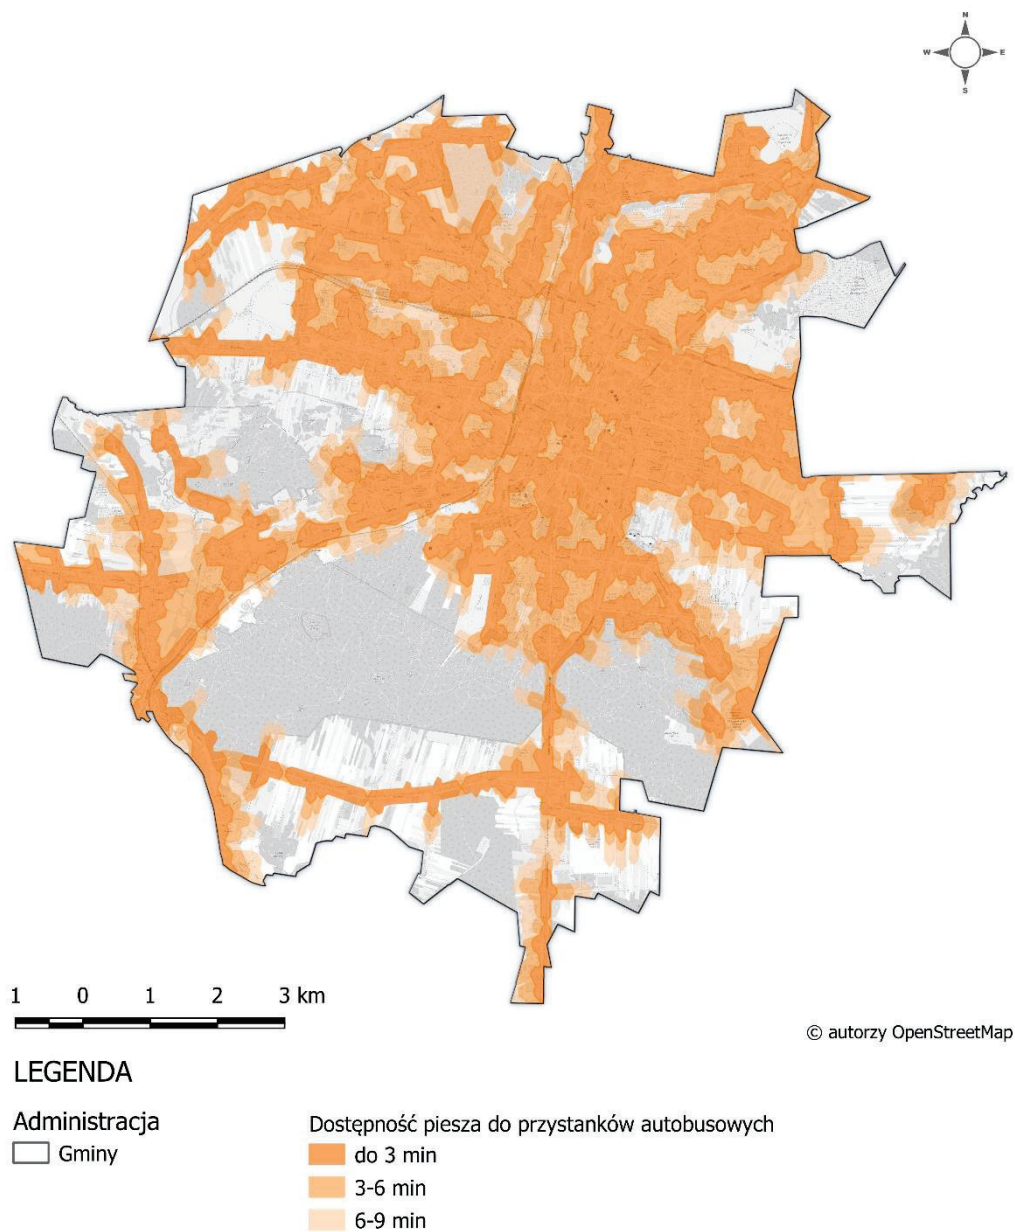 N
W E
S
1 0 1 2 3 km
© autorzy OpenStreetMap
LEGENDA
Administracja
Gminy
Dostępność piesza do przystanków autobusowych
do 3 min
3-6 min
6-9 min